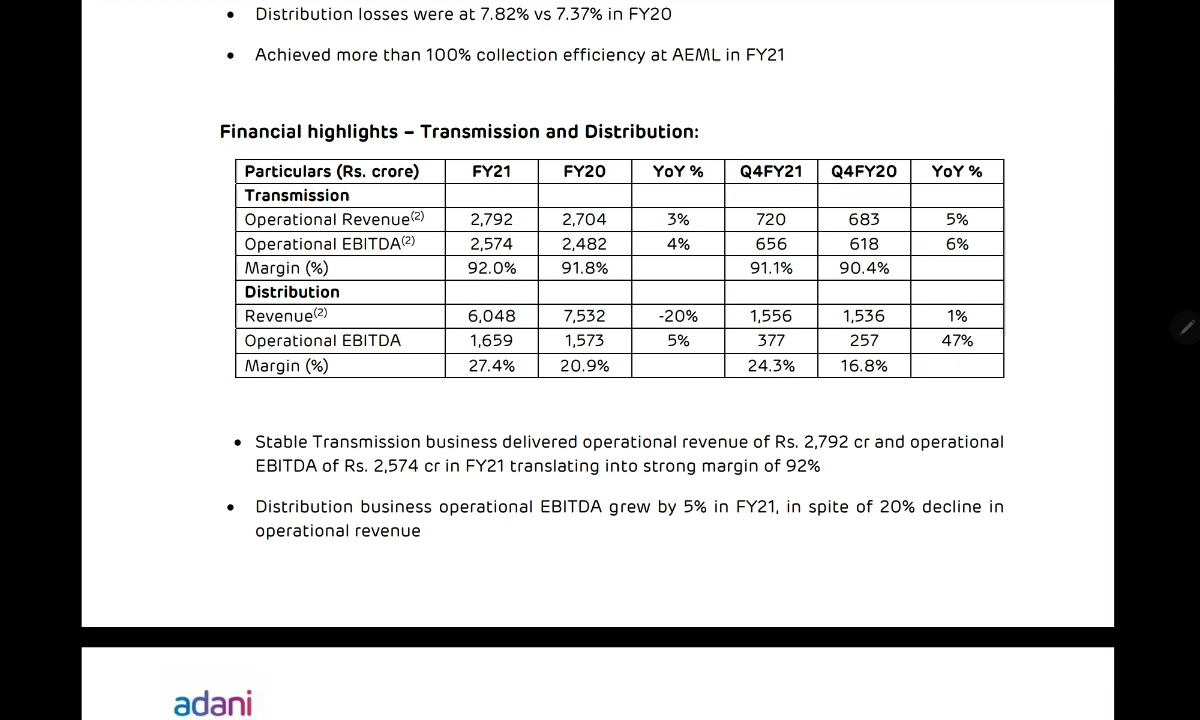 • Distribution losses were at 7.82% vs 7.37% in FY20
• Achieved more than 100% collection efficiency at AEML in FY21
Financial highlights – Transmission and Distribution:
Particulars (Rs. crore) FY21 FY20 YoY % Q4FY21 Q4FY20 YoY %
Transmission
Operational Revenue(2) 2,792 2,704 3% 720 683 5%
Operational EBITDA(2) 2,574 2,482 4% 656 618 6%
Margin (%) 92.0% 91.8% 91.1% 90.4%
Distribution
Revenue(2) 6,048 7,532 -20% 1,556 1,536 1%
Operational EBITDA 1,659 1,573 5% 377 257 47%
Margin (%) 27.4% 20.9% 24.3% 16.8%
• Stable Transmission business delivered operational revenue of Rs. 2,792 cr and operational
EBITDA of Rs. 2,574 cr in FY21 translating into strong margin of 92%
• Distribution business operational EBITDA grew by 5% in FY21, in spite of 20% decline in
operational revenue
adani